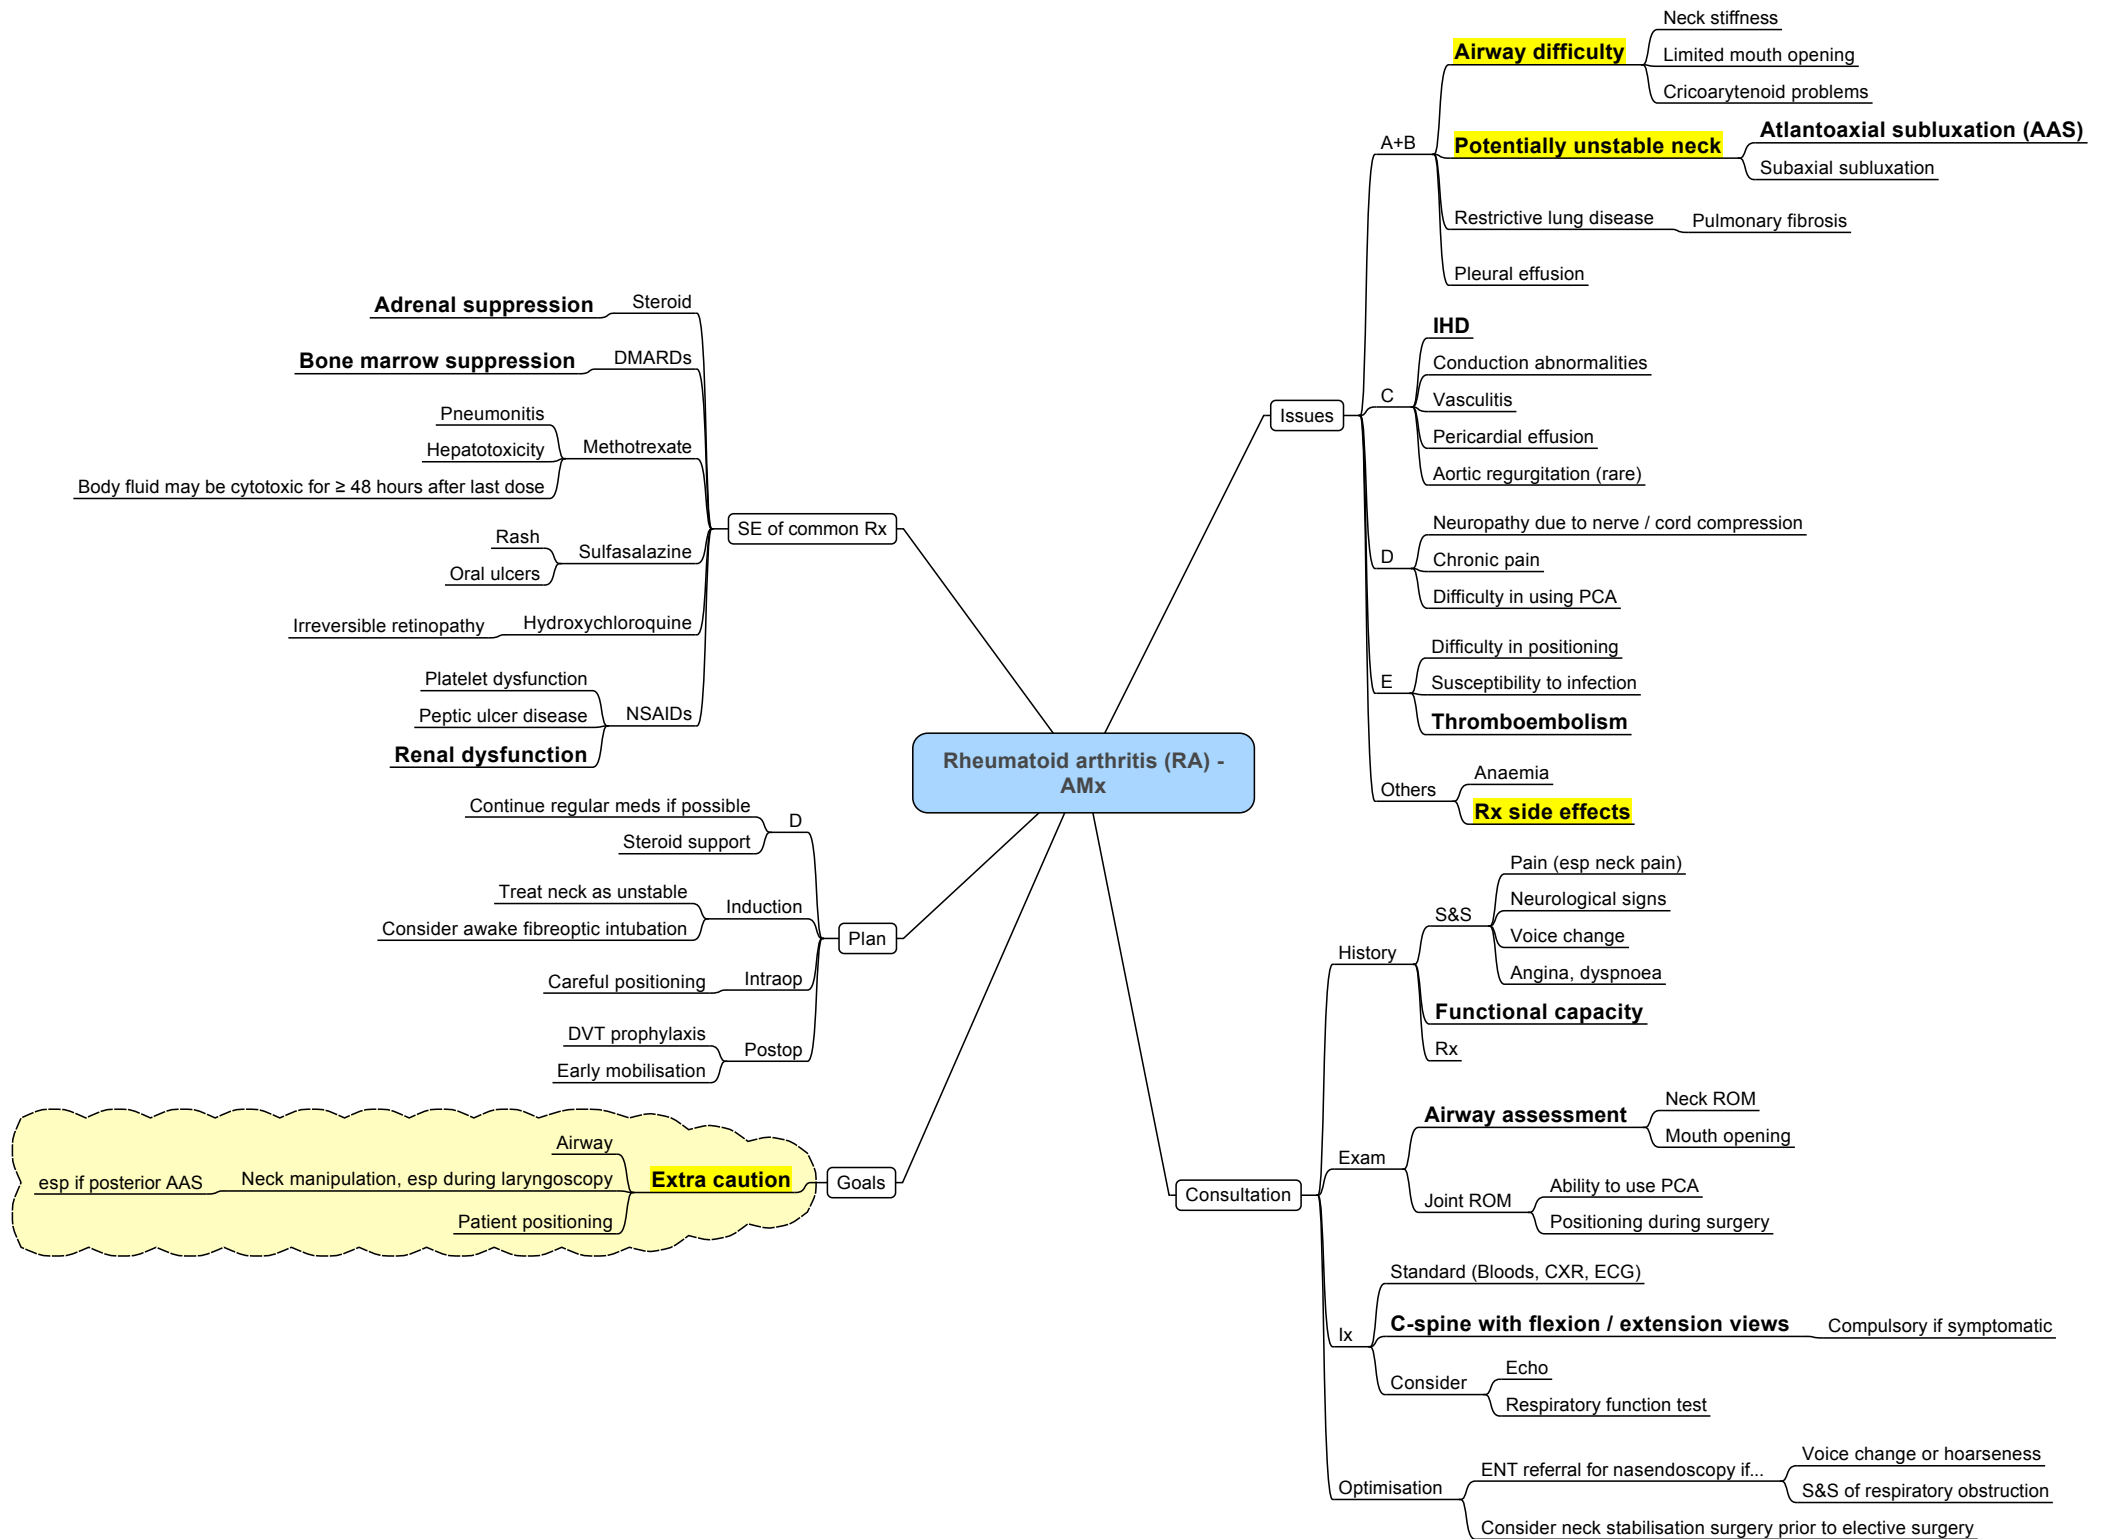 Rheumatoid arthritis (RA) -
AMx
Issues
A+B
Airway difficulty
Neck stiffness
Limited mouth opening
Cricoarytenoid problems
Potentially unstable neck
Atlantoaxial subluxation (AAS)
Subaxial subluxation
Restrictive lung disease
Pulmonary fibrosis
Pleural effusion
C
IHD
Conduction abnormalities
Vasculitis
Pericardial effusion
Aortic regurgitation (rare)
D
Neuropathy due to nerve / cord compression
Chronic pain
Difficulty in using PCA
E
Difficulty in positioning
Susceptibility to infection
Thromboembolism
Others
Anaemia
Rx side effects
Consultation
History
S&S
Pain (esp neck pain)
Neurological signs
Voice change
Angina, dyspnoea
Functional capacity
Rx
Exam
Airway assessment
Neck ROM
Mouth opening
Joint ROM
Ability to use PCA
Positioning during surgery
Ix
Standard (Bloods, CXR, ECG)
C-spine with flexion / extension views
Compulsory if symptomatic
Consider
Echo
Respiratory function test
Optimisation
ENT referral for nasendoscopy if...
Voice change or hoarseness
S&S of respiratory obstruction
Consider neck stabilisation surgery prior to elective surgery
Goals
Extra caution
Airway
Neck manipulation, esp during laryngoscopy
esp if posterior AAS
Patient positioning
Plan
D
Continue regular meds if possible
Steroid support
Induction
Treat neck as unstable
Consider awake fibreoptic intubation
Intraop
Careful positioning
Postop
DVT prophylaxis
Early mobilisation
SE of common Rx
Steroid
Adrenal suppression
DMARDs
Bone marrow suppression
Methotrexate
Pneumonitis
Hepatotoxicity
Body fluid may be cytotoxic for ≥ 48 hours after last dose
Sulfasalazine
Rash
Oral ulcers
Hydroxychloroquine
Irreversible retinopathy
NSAIDs
Platelet dysfunction
Peptic ulcer disease
Renal dysfunction